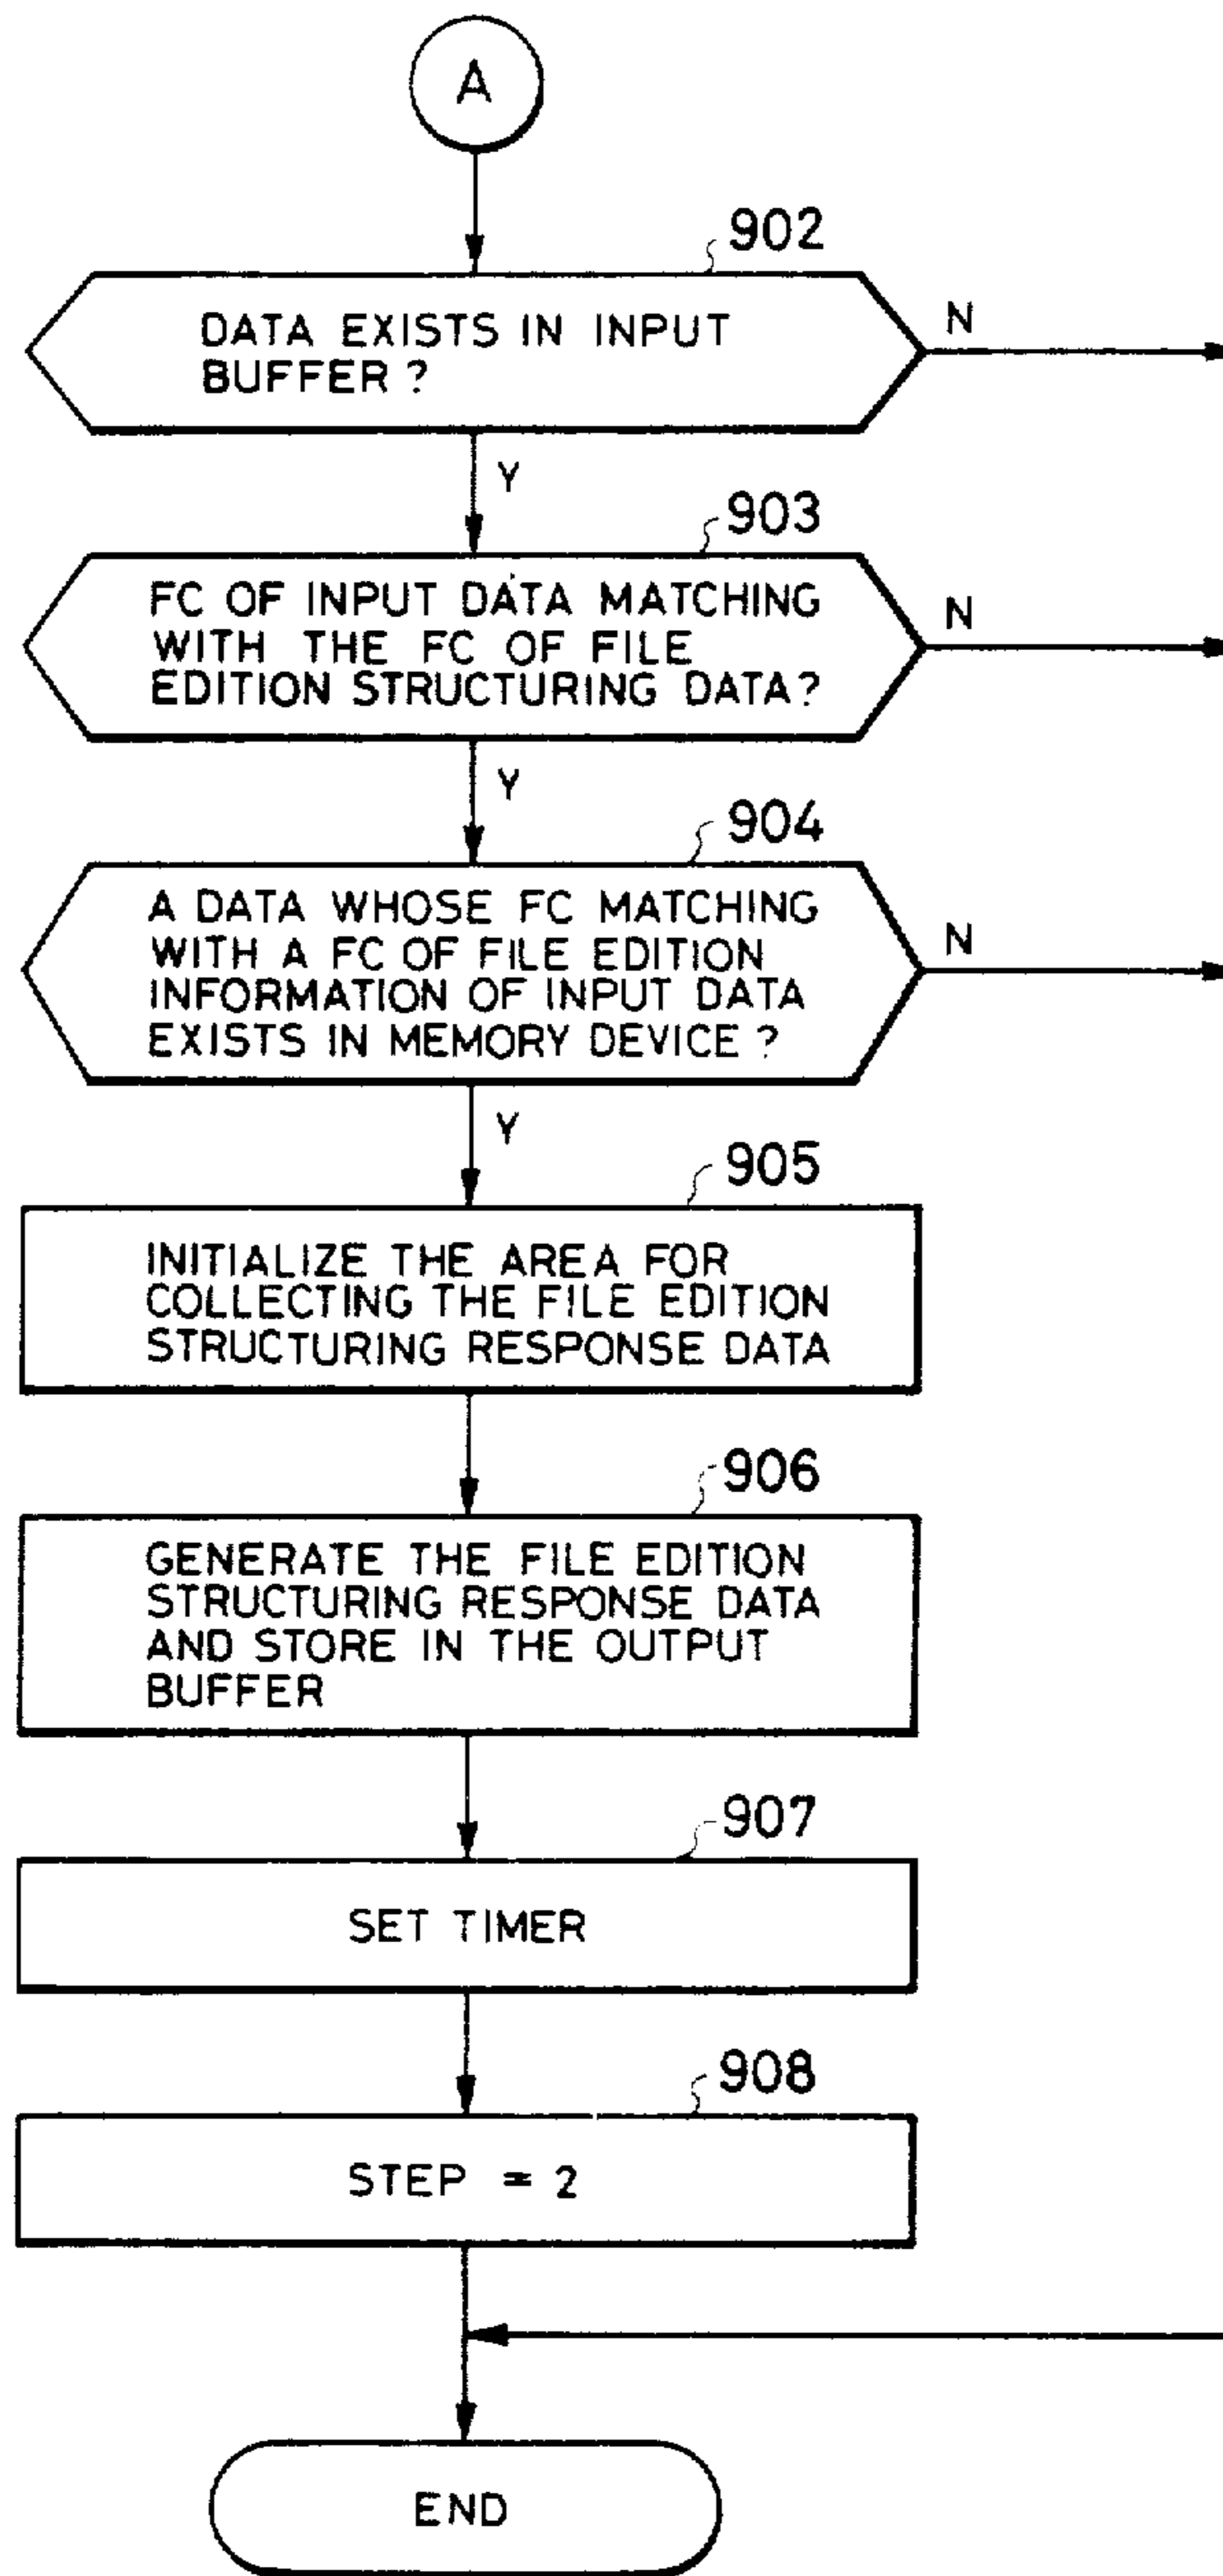 A
902
DATA EXISTS IN INPUT
BUFFER ?
N
Y
903
FC OF INPUT DATA MATCHING
WITH THE FC OF FILE
EDITION STRUCTURING DATA?
N
Y
904
A DATA WHOSE FC MATCHING
WITH A FC OF FILE EDITION
INFORMATION OF INPUT DATA
EXISTS IN MEMORY DEVICE ?
N
Y
905
INITIALIZE THE AREA FOR
COLLECTING THE FILE EDITION
STRUCTURING RESPONSE DATA
906
GENERATE THE FILE EDITION
STRUCTURING RESPONSE DATA
AND STORE IN THE OUTPUT
BUFFER
907
SET TIMER
908
STEP = 2
END